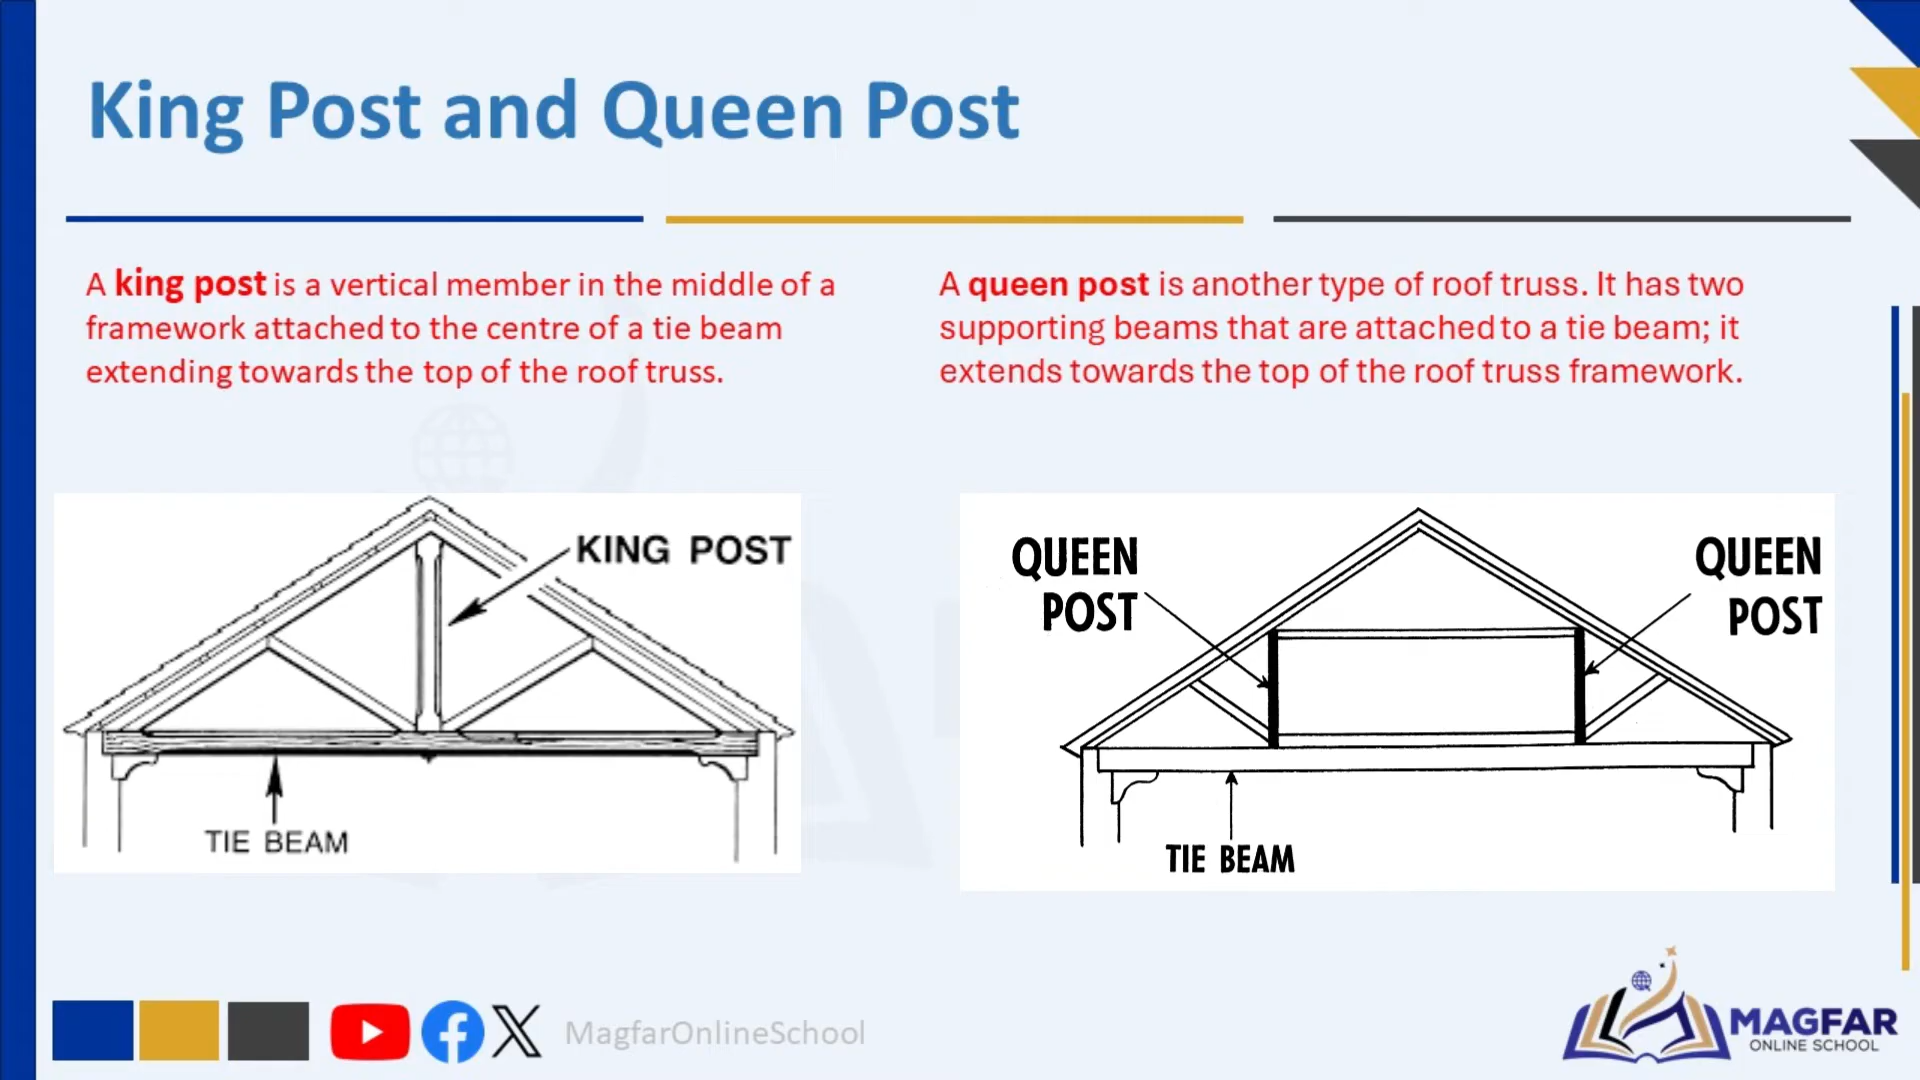 King Post and Queen Post
A king post is a vertical member in the middle of a
framework attached to the centre of a tie beam
extending towards the top of the roof truss.
A queen post is another type of roof truss. It has two
supporting beams that are attached to a tie beam; it
extends towards the top of the roof truss framework.
KING POST
TIE BEAM
QUEEN
POST
QUEEN
POST
TIE BEAM
MagfarOnlineSchool
MAGFAR
ONLINE SCHOOL